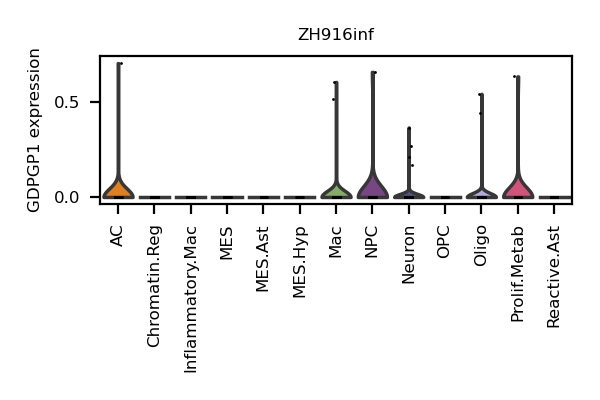 ZH916inf
GDPGP1 expression
0.5
0.0
AC
Chromatin.Reg
Inflammatory.Mac
MES
MES.Ast
MES.Hyp
Mac
NPC
Neuron
OPC
Oligo
Prolif.Metab
Reactive.Ast